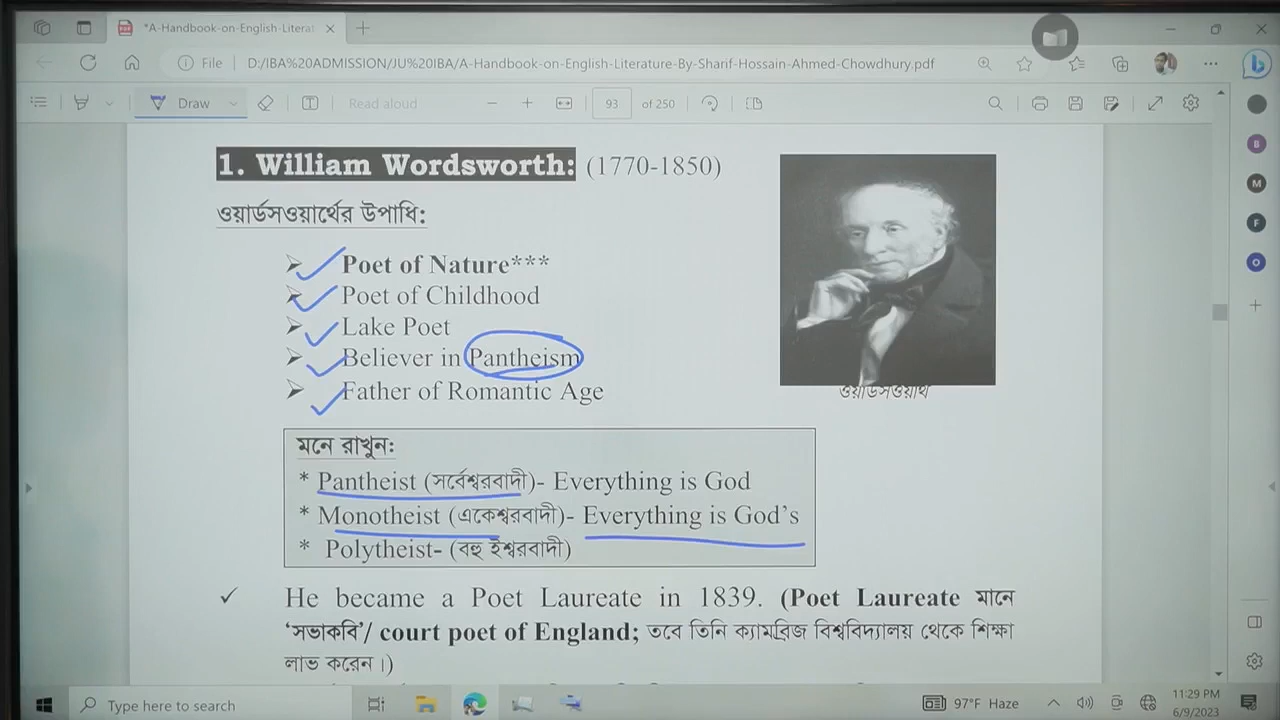 *A-Handbook-on-English-Literat
File
D:/IBA%20ADMISSION/JU%20IBA/A-Handbook-on-English-Literature-By-Sharif-Hossain-Ahmed-Chowdhury.pdf
Draw
Read aloud
93
of 250
1. William Wordsworth: (1770-1850)
ওয়ার্ডসওয়ার্থের উপাধি:
➢ Poet of Nature***
➢ Poet of Childhood
➢ Lake Poet
➢ Believer in Pantheism
➢ Father of Romantic Age
ওয়ার্ডসওয়ার্থ
মনে রাখুন:
* Pantheist (সর্বেশ্বরবাদী)- Everything is God
* Monotheist (একেশ্বরবাদী)- Everything is God's
* Polytheist- (বহু ইশ্বরবাদী)
✓ He became a Poet Laureate in 1839. (Poet Laureate মানে
'সভাকবি'/ court poet of England; তবে তিনি ক্যামব্রিজ বিশ্ববিদ্যালয় থেকে শিক্ষা
লাভ করেন।)
B
M
F
O
Type here to search
97°F Haze
11:29 PM
6/9/2023